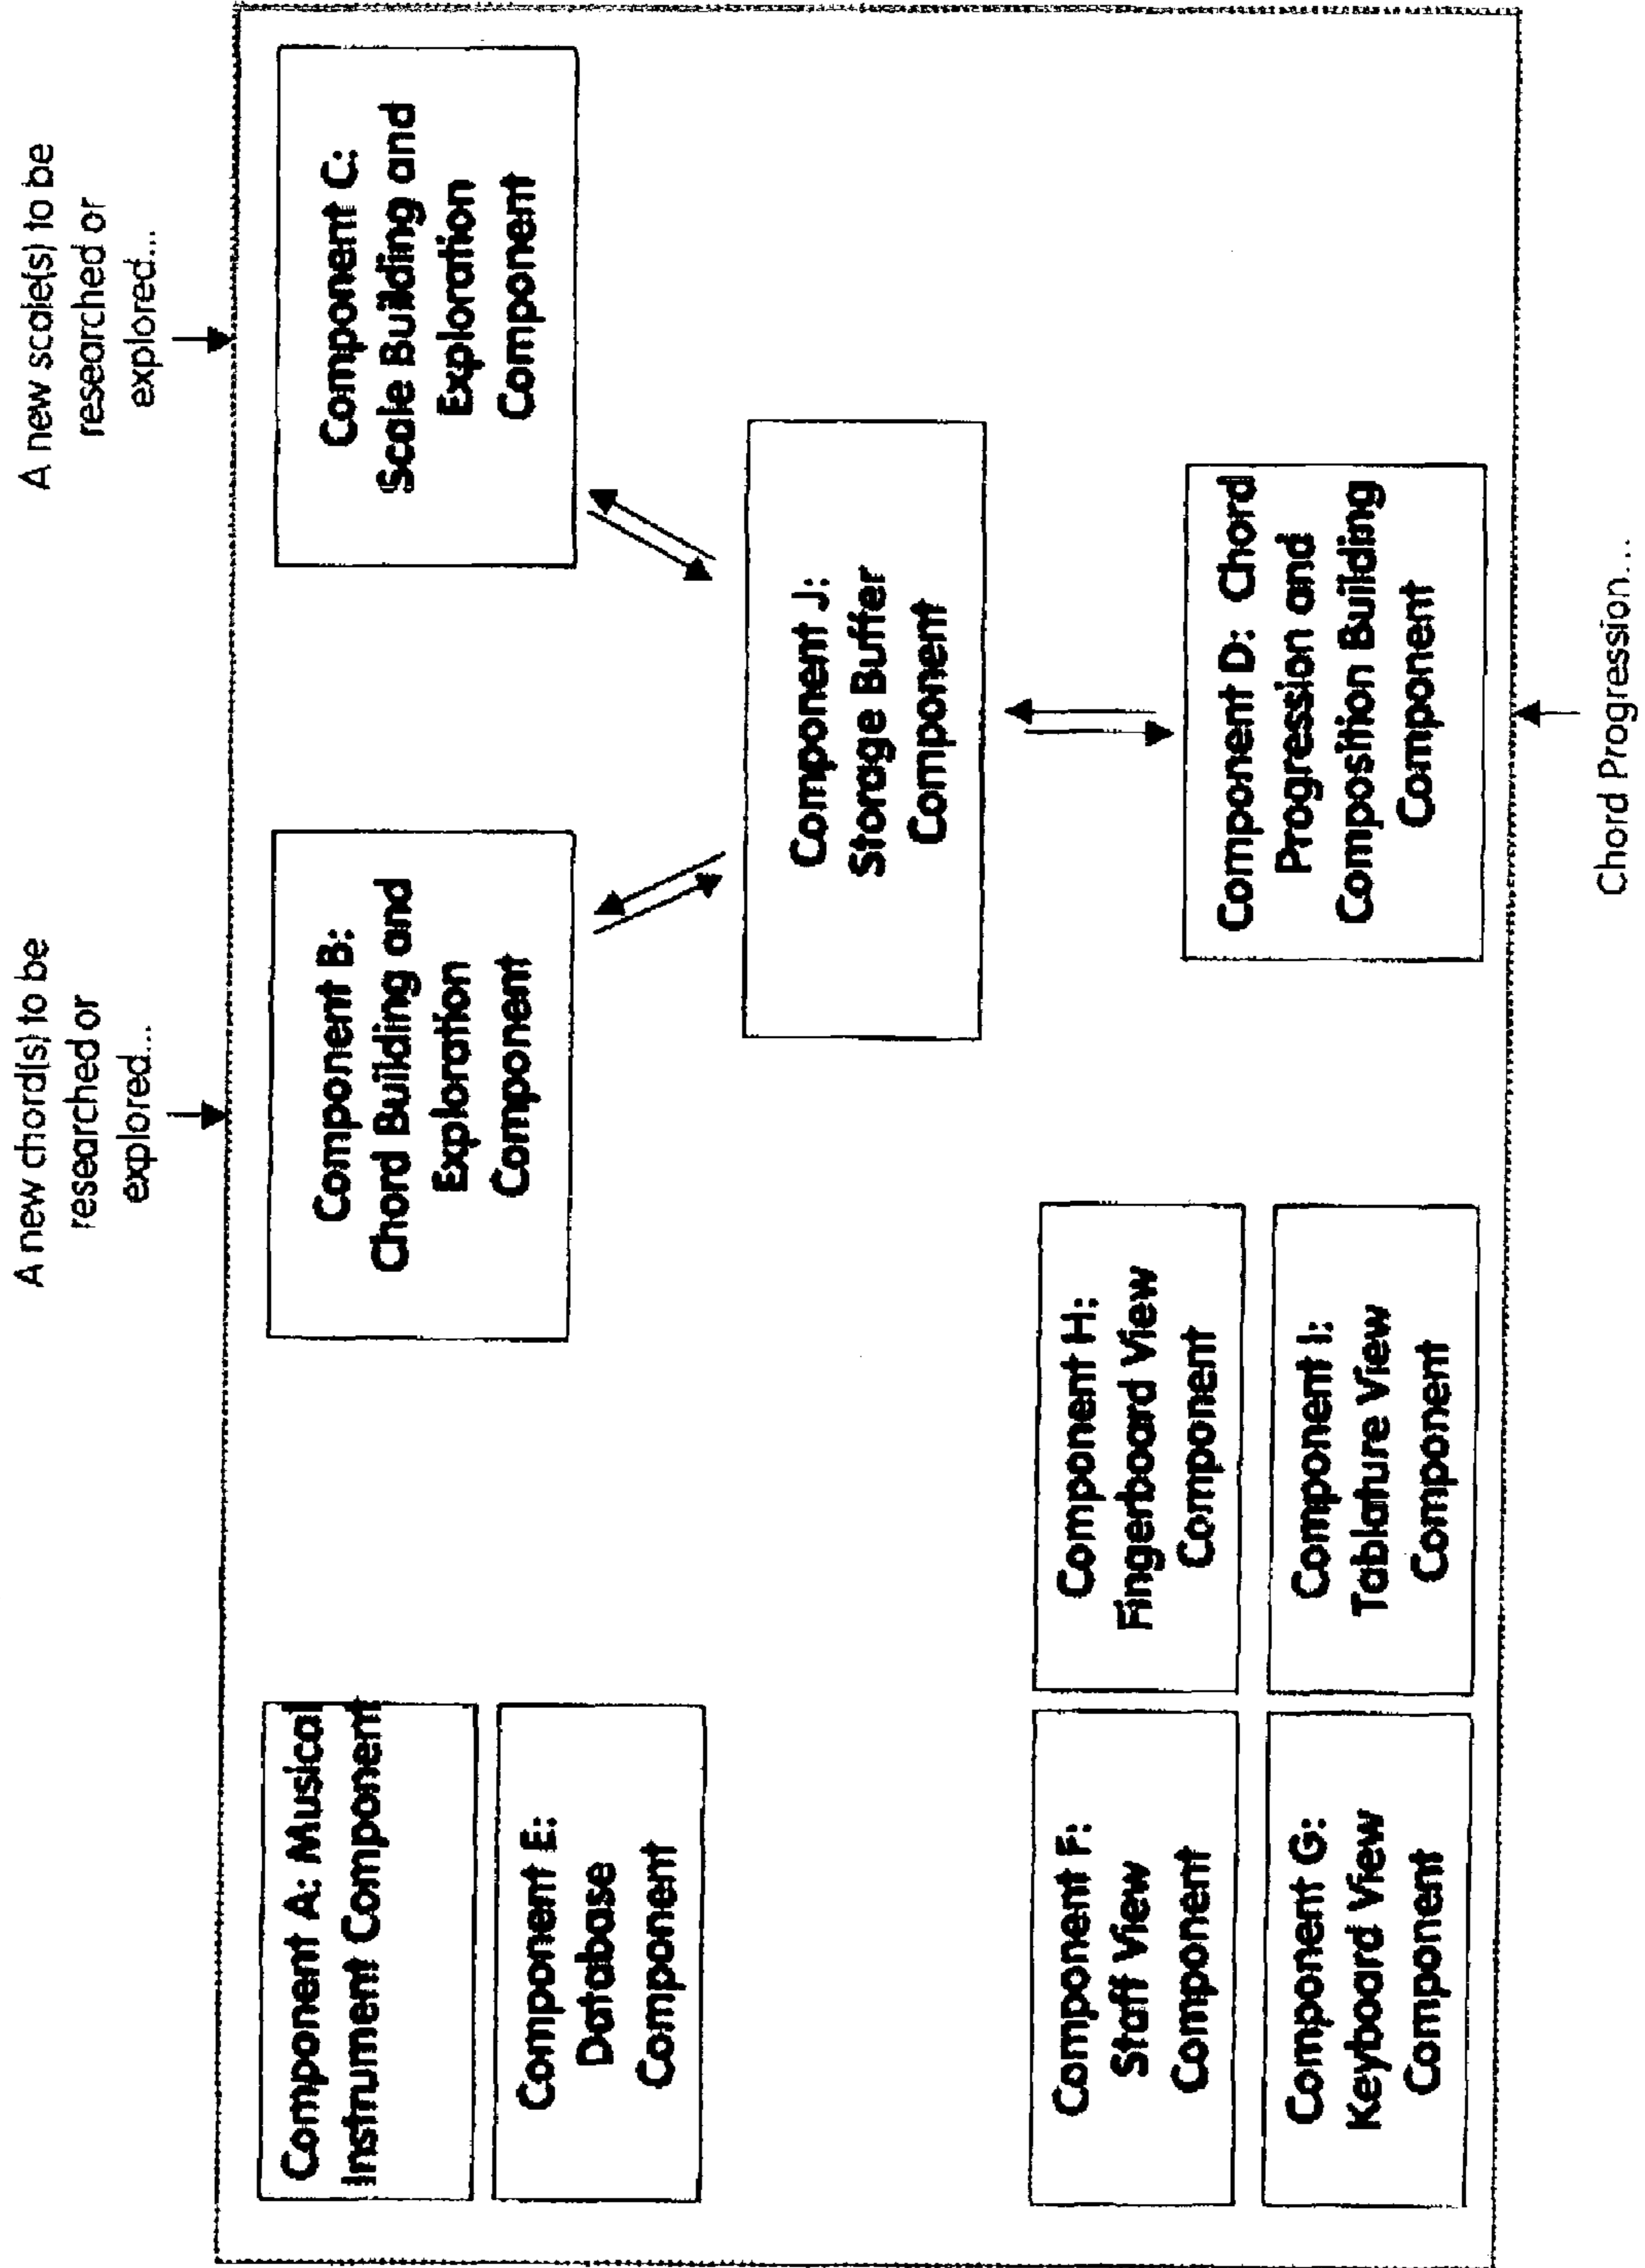 A new chord(s) to be
researched or
explored...
A new scale(s) to be
researched or
explored...
Component A: Musical
Instrument Component
Component E:
Database
Component
Component B:
Chord Building and
Exploration
Component
Component C:
Scale Building and
Exploration
Component
Component J:
Storage Buffer
Component
Component F:
Staff View
Component
Component H:
Fingerboard View
Component
Component G:
Keyboard View
Component
Component I:
Tablature View
Component
Component D: Chord
Progression and
Composition Building
Component
Chord Progression...